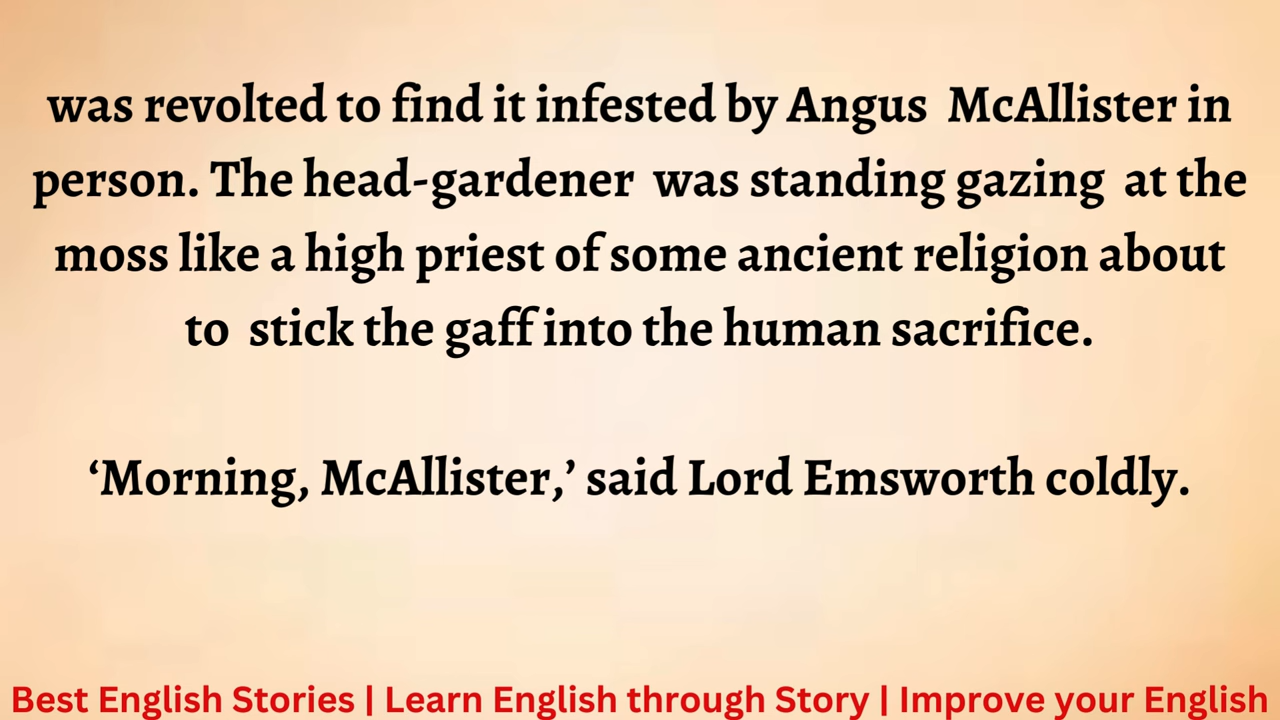 was revolted to find it infested by Angus  McAllister in
person. The head-gardener  was standing gazing  at the
moss like a high priest of some ancient religion about
to  stick the gaff into the human sacrifice.
‘Morning, McAllister,’ said Lord Emsworth coldly.
Best English Stories | Learn English through Story | Improve your English